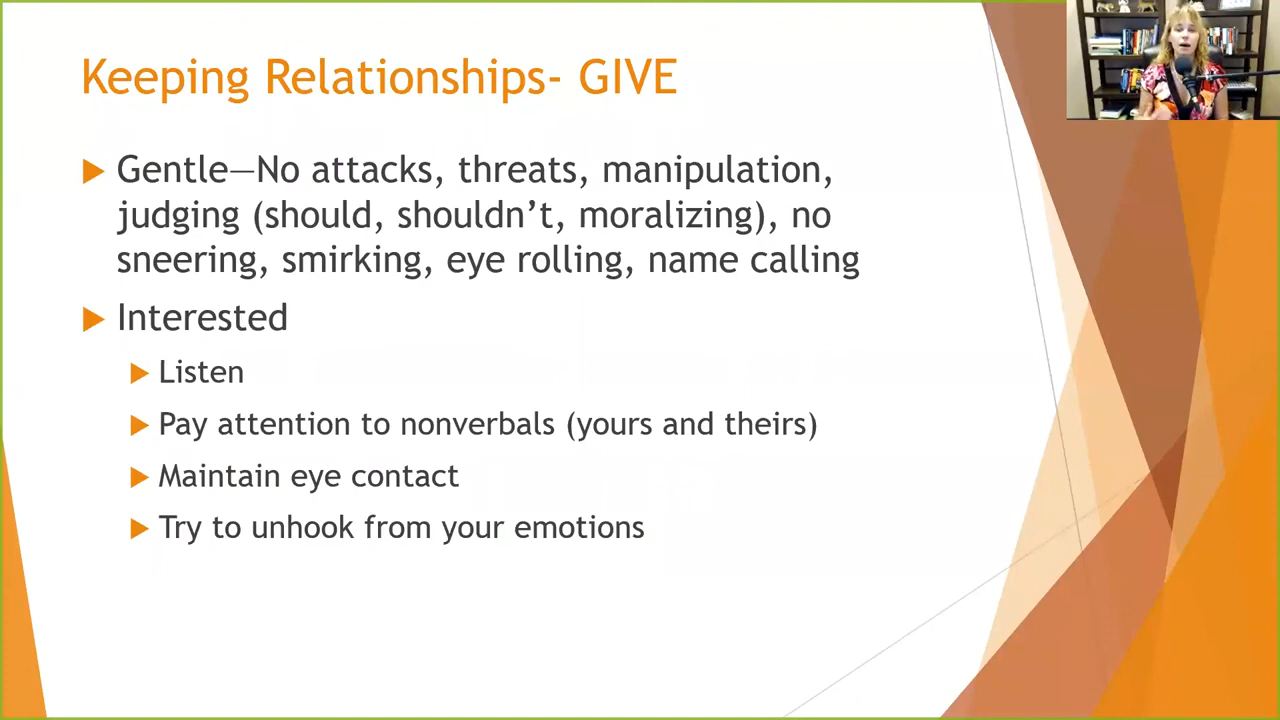 Keeping Relationships- GIVE
Gentle—No attacks, threats, manipulation,
judging (should, shouldn’t, moralizing), no
sneering, smirking, eye rolling, name calling
Interested
Listen
Pay attention to nonverbals (yours and theirs)
Maintain eye contact
Try to unhook from your emotions